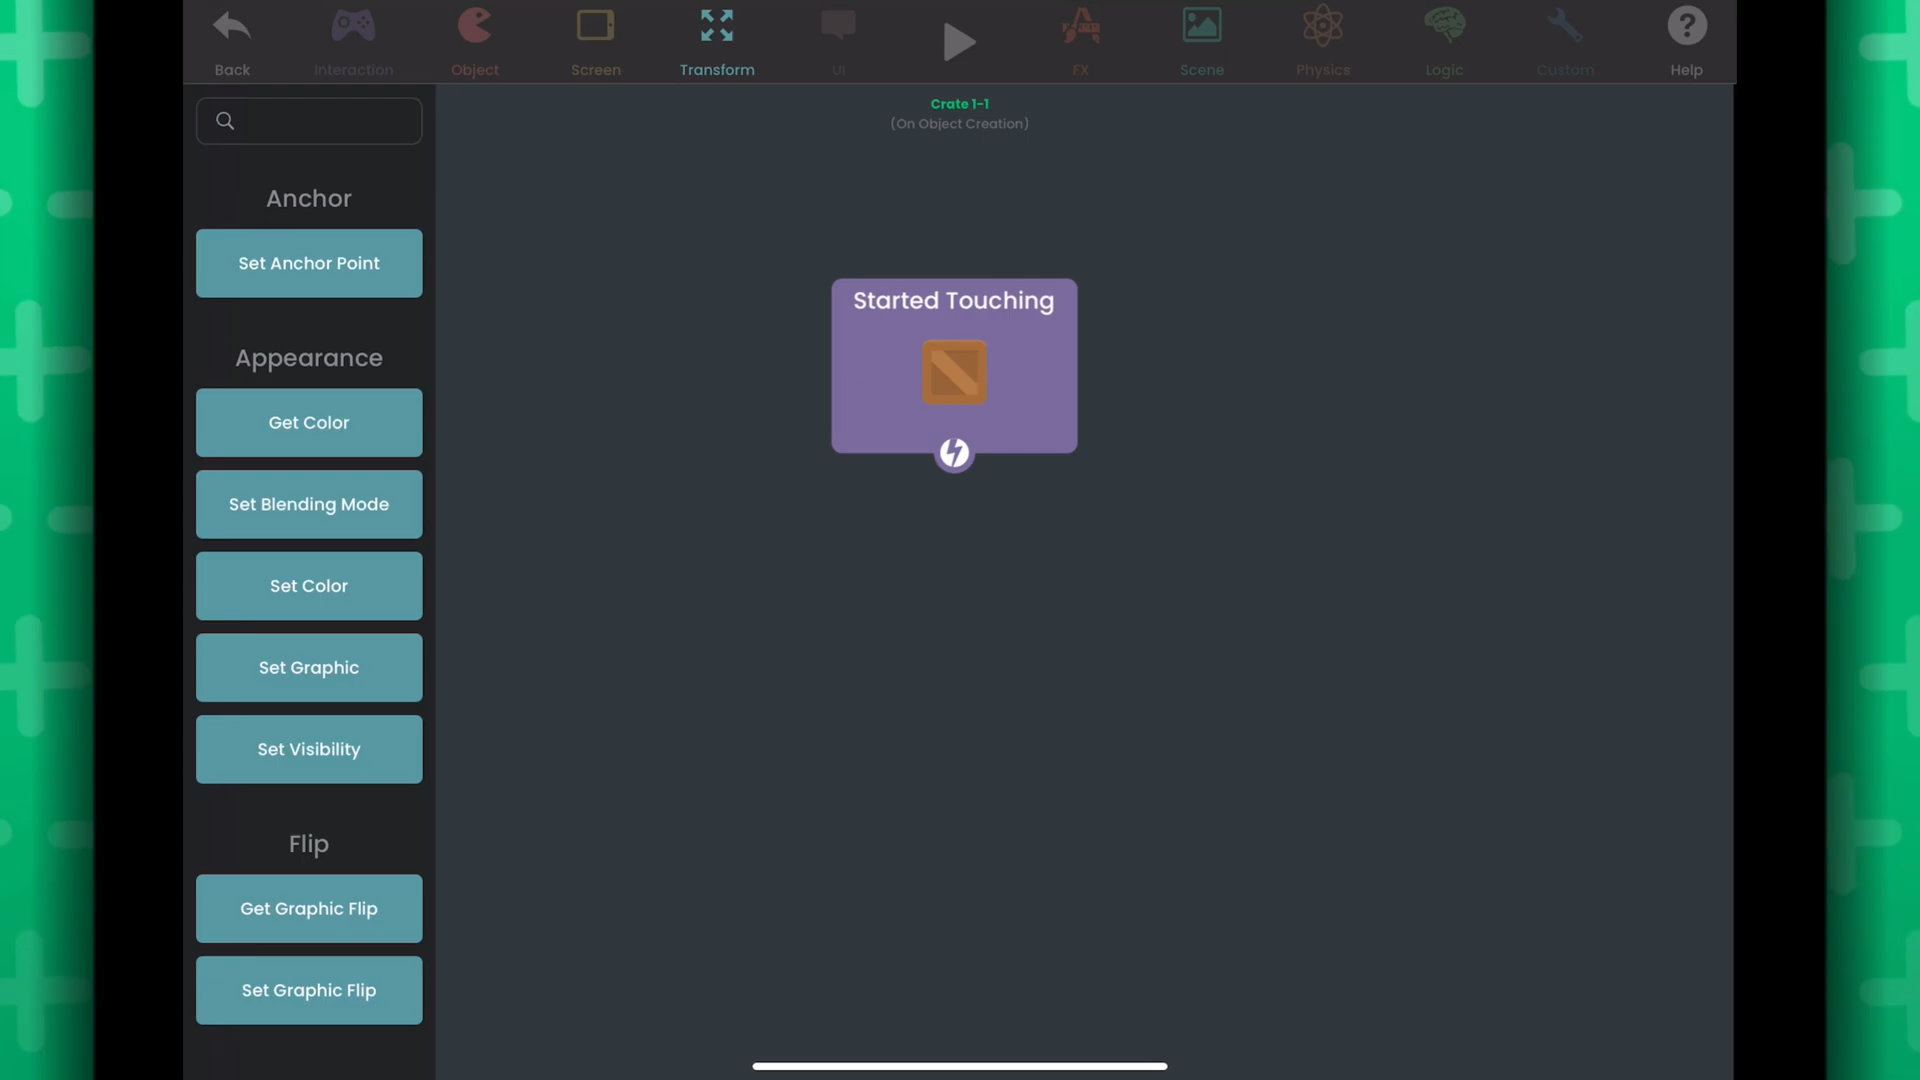 Back
Interaction
Object
Screen
Transform
UI
FX
Scene
Physics
Logic
Custom
Help
Crate 1-1
(On Object Creation)
Anchor
Set Anchor Point
Appearance
Get Color
Set Blending Mode
Set Color
Set Graphic
Set Visibility
Flip
Get Graphic Flip
Set Graphic Flip
Started Touching